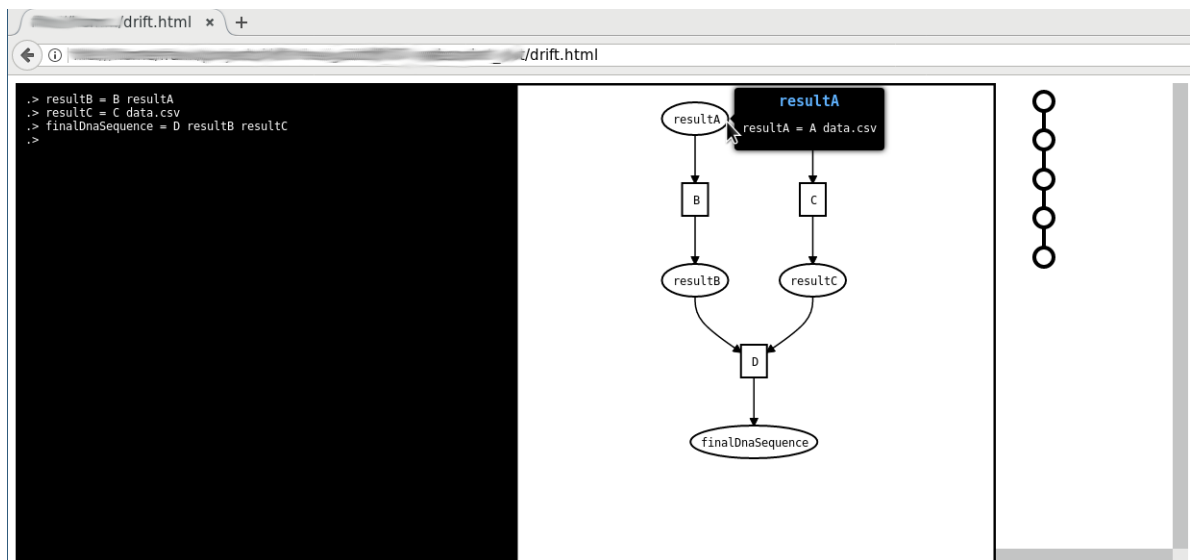 /drift.html × +
/drift.html
.> resultB = B resultA
.> resultC = C data.csv
.> finalDnaSequence = D resultB resultC
.>
resultA
resultA
resultA = A data.csv
B
C
resultB
resultC
D
finalDnaSequence